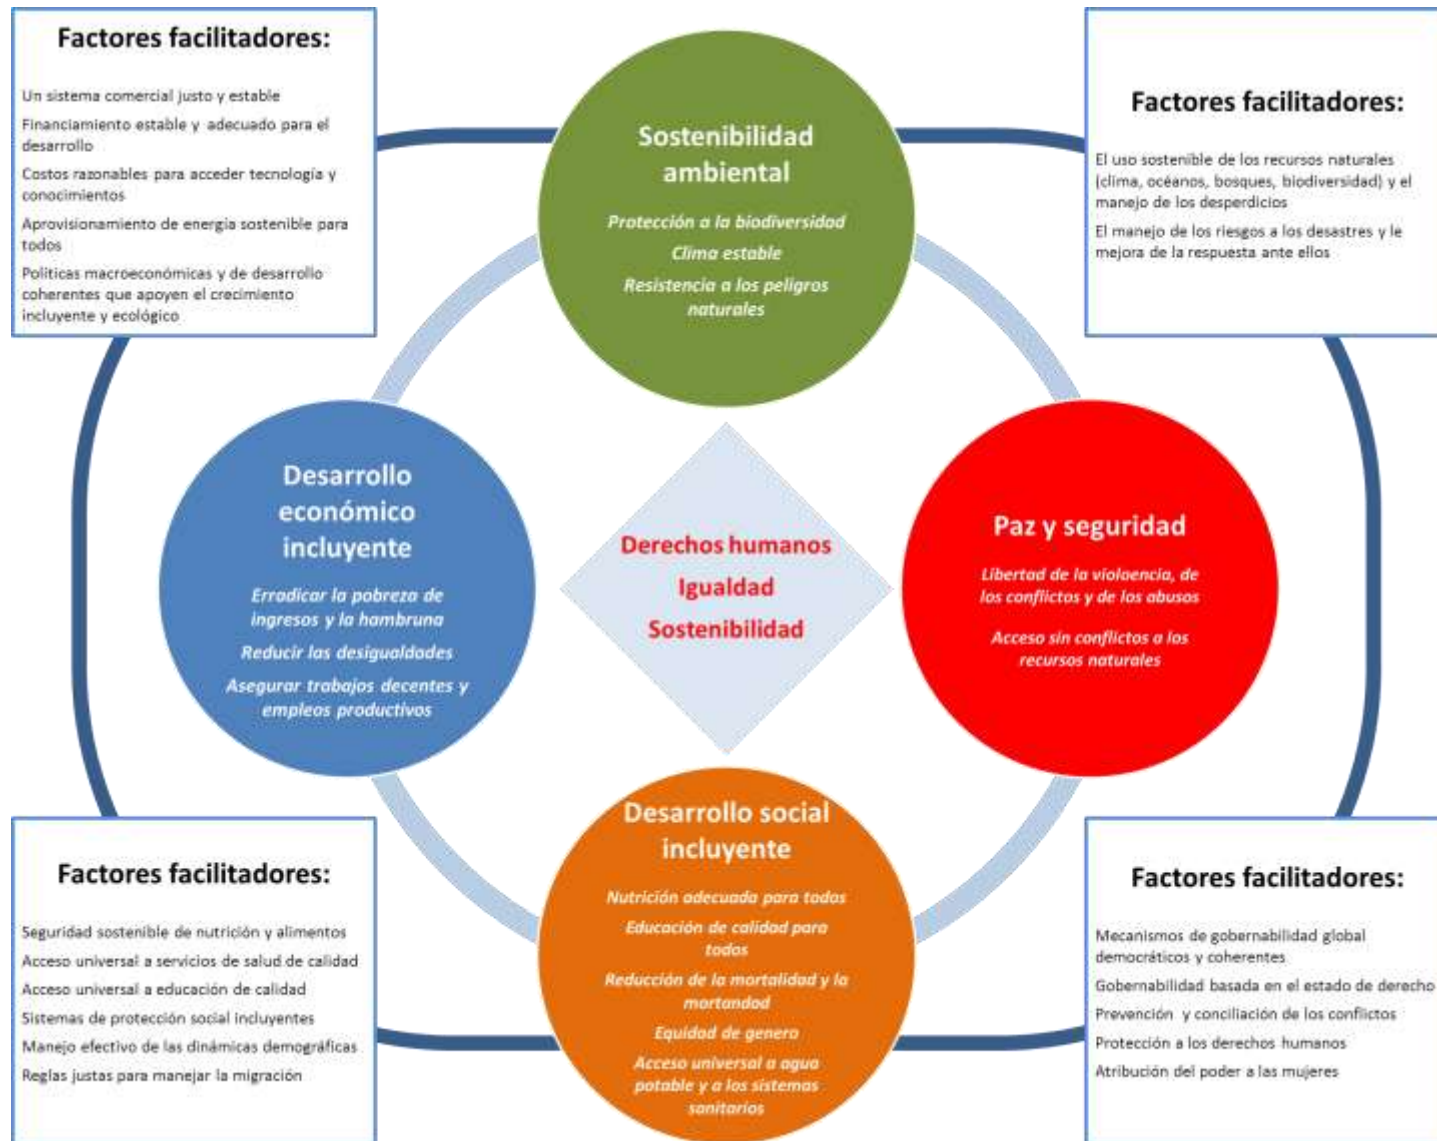 Factores facilitadores:
Un sistema comercial justo y estable
Financiamiento estable y adecuado para el
desarrollo
Costos razonables para acceder tecnología y
conocimientos
Aprovisionamiento de energía sostenible para
todos
Políticas macroeconómicas y de desarrollo
coherentes que apoyen el crecimiento
incluyente y ecológico
Sostenibilidad
ambiental
Protección a la biodiversidad
Clima estable
Resistencia a los peligros
naturales
Factores facilitadores:
El uso sostenible de los recursos naturales
(clima, océanos, bosques, biodiversidad) y el
manejo de los desperdicios
El manejo de los riesgos a los desastres y le
mejora de la respuesta ante ellos
Desarrollo
económico
incluyente
Erradicar la pobreza de
ingresos y la hambruna
Reducir las desigualdades
Asegurar trabajos decentes y
empleos productivos
Derechos humanos
Igualdad
Sostenibilidad
Paz y seguridad
Libertad de la violaencia, de
los conflictos y de los abusos
Acceso sin conflictos a los
recursos naturales
Desarrollo social
incluyente
Nutrición adecuada para todos
Educación de calidad para
todos
Reducción de la mortalidad y la
mortandad
Equidad de genero
Acceso universal a agua
potable y a los sistemas
sanitarios
Factores facilitadores:
Seguridad sostenible de nutrición y alimentos
Acceso universal a servicios de salud de calidad
Acceso universal a educación de calidad
Sistemas de protección social incluyentes
Manejo efectivo de las dinámicas demográficas
Reglas justas para manejar la migración
Factores facilitadores:
Mecanismos de gobernabilidad global
democráticos y coherentes
Gobernabilidad basada en el estado de derecho
Prevención y conciliación de los conflictos
Protección a los derechos humanos
Atribución del poder a las mujeres